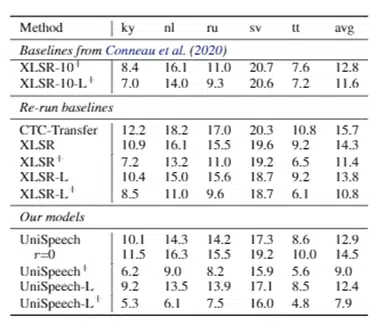 Method ky nl ru sv tt avg
Baselines from Conneau et al. (2020)
XLSR-10‡ 8.4 16.1 11.0 20.7 7.6 12.8
XLSR-10-L‡ 7.0 14.0 9.3 20.6 7.2 11.6
Re-run baselines
CTC-Transfer 12.2 18.2 17.0 20.3 10.8 15.7
XLSR 10.9 16.1 15.5 19.6 9.2 14.3
XLSR‡ 7.2 13.2 11.0 19.2 6.5 11.4
XLSR-L 10.4 15.0 15.6 18.7 9.2 13.8
XLSR-L‡ 8.5 11.0 9.6 18.7 6.1 10.8
Our models
UniSpeech 10.1 14.3 14.2 17.3 8.6 12.9
r=0 11.5 16.3 15.5 19.2 10.0 14.5
UniSpeech‡ 6.2 9.0 8.2 15.9 5.6 9.0
UniSpeech-L 9.2 13.5 13.9 17.1 8.5 12.4
UniSpeech-L‡ 5.3 6.1 7.5 16.0 4.8 7.9